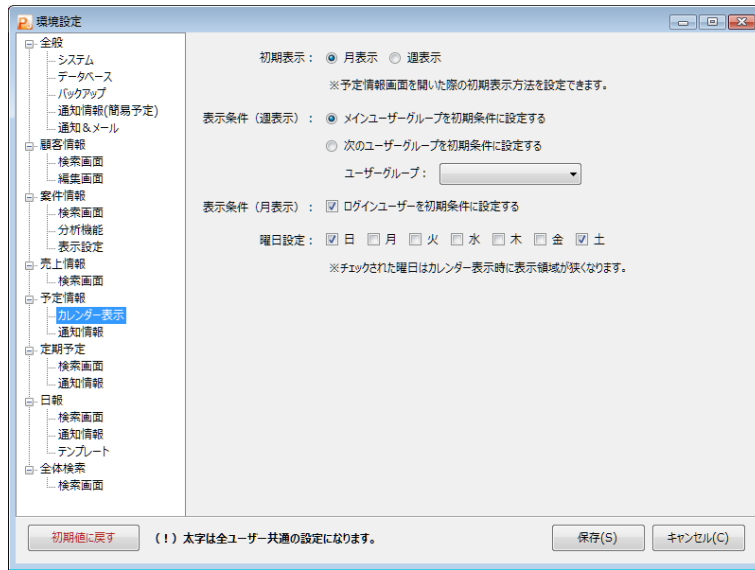 環境設定
全般
システム
データベース
バックアップ
通知情報(簡易予定)
通知&メール
顧客情報
検索画面
編集画面
案件情報
検索画面
分析機能
表示設定
売上情報
検索画面
予定情報
カレンダー表示
通知情報
定期予定
検索画面
通知情報
日報
検索画面
通知情報
テンプレート
全体検索
検索画面
初期表示： 月表示 週表示
※予定情報画面を開いた際の初期表示方法を設定できます。
表示条件（週表示）： メインユーザーグループを初期条件に設定する
次のユーザーグループを初期条件に設定する
ユーザーグループ：
表示条件（月表示）： ログインユーザーを初期条件に設定する
曜日設定： 日 月 火 水 木 金 土
※チェックされた曜日はカレンダー表示時に表示領域が狭くなります。
初期値に戻す （！）太字は全ユーザー共通の設定になります。 保存(S) キャンセル(C)